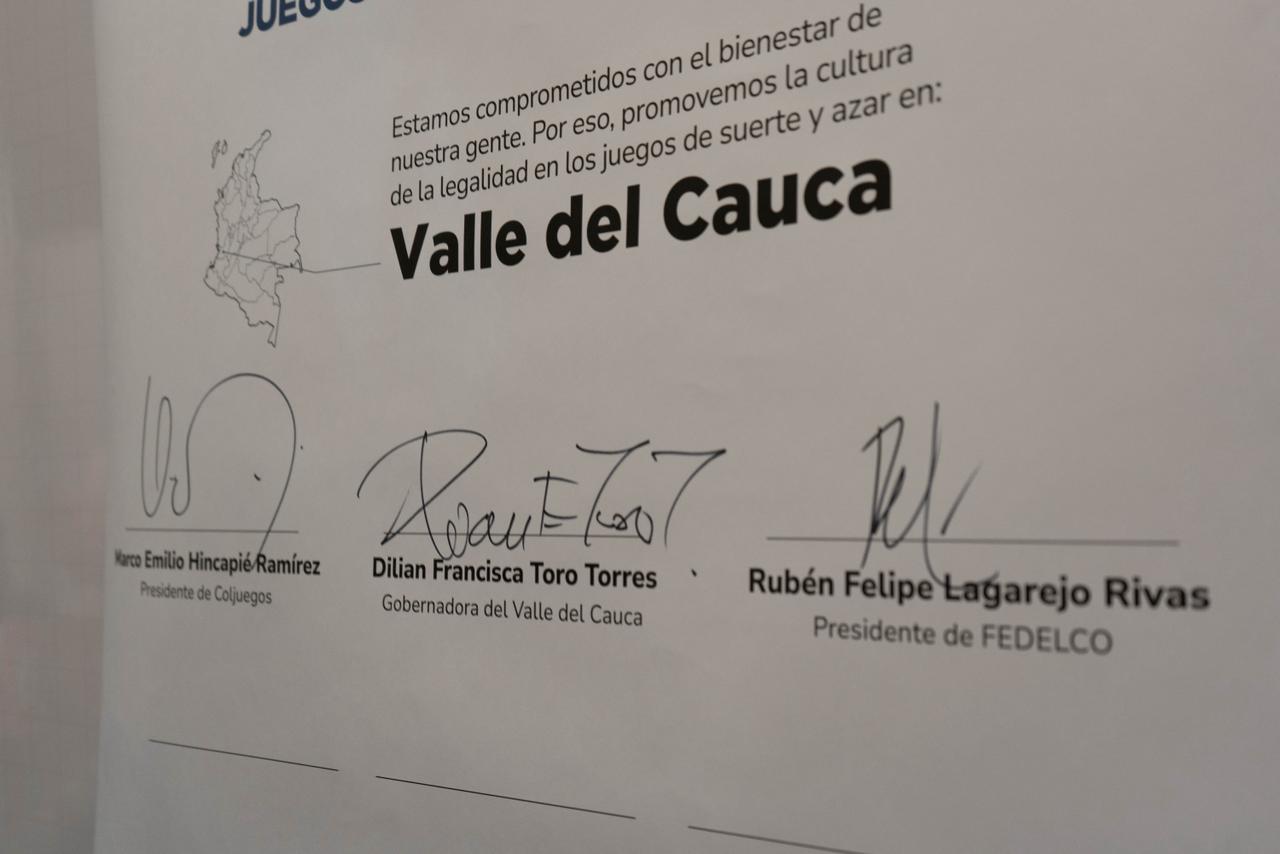 Estamos comprometidos con el bienestar de
nuestra gente. Por eso, promovemos la cultura
de la legalidad en los juegos de suerte y azar en:
Valle del Cauca
Marco Emilio Hincapié Ramírez
Presidente de Coljuegos
Dilian Francisca Toro Torres
Gobernadora del Valle del Cauca
Rubén Felipe Lagarejo Rivas
Presidente de FEDELCO